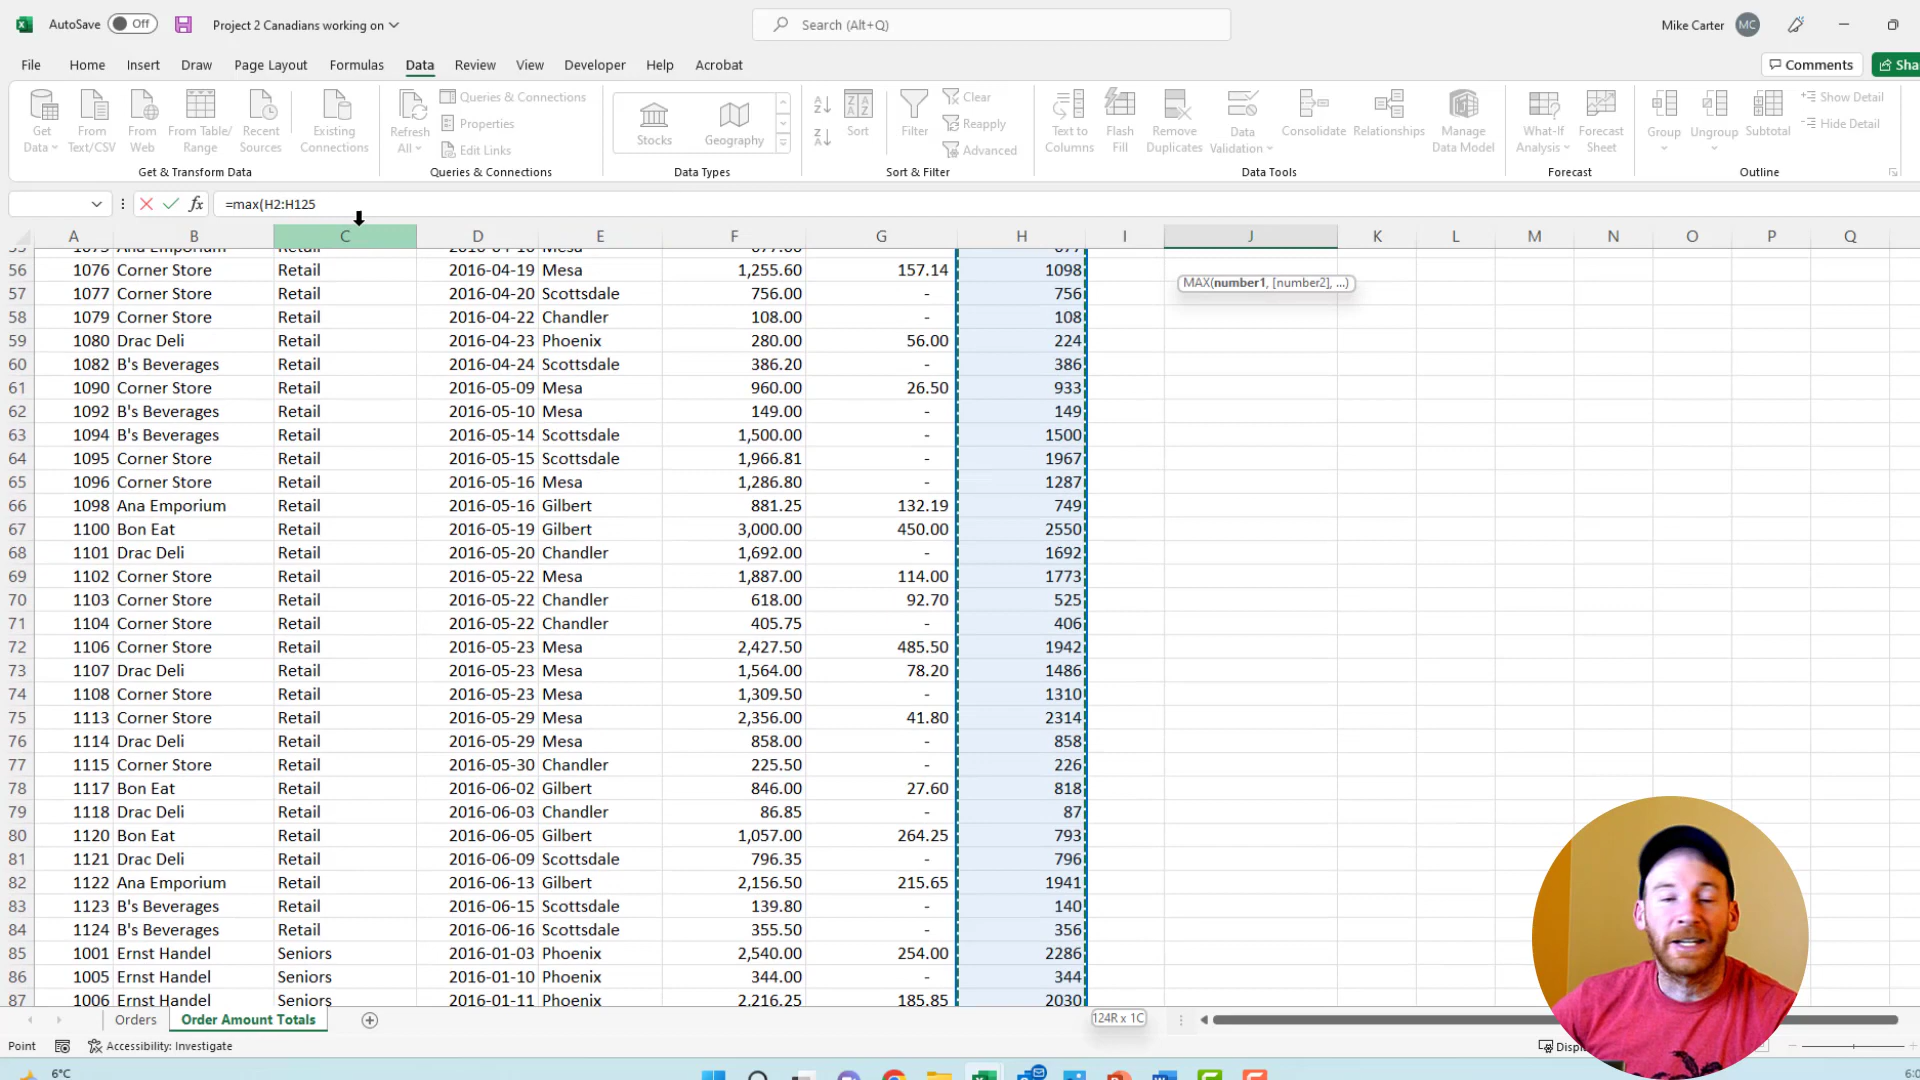 AutoSave Off Project 2 Canadians working on Search (Alt+Q) Mike Carter MC
File Home Insert Draw Page Layout Formulas Data Review View Developer Help Acrobat Comments Sha
Get Data From Text/CSV From Web From Table/ Range Recent Sources Existing Connections Refresh All Queries & Connections Properties Edit Links Stocks Geography Sort Filter Clear Reapply Advanced Text to Columns Flash Fill Remove Duplicates Data Validation Consolidate Relationships Manage Data Model What-If Analysis Forecast Sheet Group Ungroup Subtotal Show Detail Hide Detail
Get & Transform Data Queries & Connections Data Types Sort & Filter Data Tools Forecast Outline
fx =max(H2:H125
A B C D E F G H I J K L M N O P Q
56 1076 Corner Store Retail 2016-04-19 Mesa 1,255.60 157.14 1098
MAX(number1, [number2], ...)
57 1077 Corner Store Retail 2016-04-20 Scottsdale 756.00 - 756
58 1079 Corner Store Retail 2016-04-22 Chandler 108.00 - 108
59 1080 Drac Deli Retail 2016-04-23 Phoenix 280.00 56.00 224
60 1082 B's Beverages Retail 2016-04-24 Scottsdale 386.20 - 386
61 1090 Corner Store Retail 2016-05-09 Mesa 960.00 26.50 933
62 1092 B's Beverages Retail 2016-05-10 Mesa 149.00 - 149
63 1094 B's Beverages Retail 2016-05-14 Scottsdale 1,500.00 - 1500
64 1095 Corner Store Retail 2016-05-15 Scottsdale 1,966.81 - 1967
65 1096 Corner Store Retail 2016-05-16 Mesa 1,286.80 - 1287
66 1098 Ana Emporium Retail 2016-05-16 Gilbert 881.25 132.19 749
67 1100 Bon Eat Retail 2016-05-19 Gilbert 3,000.00 450.00 2550
68 1101 Drac Deli Retail 2016-05-20 Chandler 1,692.00 - 1692
69 1102 Corner Store Retail 2016-05-22 Mesa 1,887.00 114.00 1773
70 1103 Corner Store Retail 2016-05-22 Chandler 618.00 92.70 525
71 1104 Corner Store Retail 2016-05-22 Chandler 405.75 - 406
72 1106 Corner Store Retail 2016-05-23 Mesa 2,427.50 485.50 1942
73 1107 Drac Deli Retail 2016-05-23 Mesa 1,564.00 78.20 1486
74 1108 Corner Store Retail 2016-05-23 Mesa 1,309.50 - 1310
75 1113 Corner Store Retail 2016-05-29 Mesa 2,356.00 41.80 2314
76 1114 Drac Deli Retail 2016-05-29 Mesa 858.00 - 858
77 1115 Corner Store Retail 2016-05-30 Chandler 225.50 - 226
78 1117 Bon Eat Retail 2016-06-02 Gilbert 846.00 27.60 818
79 1118 Drac Deli Retail 2016-06-03 Chandler 86.85 - 87
80 1120 Bon Eat Retail 2016-06-05 Gilbert 1,057.00 264.25 793
81 1121 Drac Deli Retail 2016-06-09 Scottsdale 796.35 - 796
82 1122 Ana Emporium Retail 2016-06-13 Gilbert 2,156.50 215.65 1941
83 1123 B's Beverages Retail 2016-06-15 Scottsdale 139.80 - 140
84 1124 B's Beverages Retail 2016-06-16 Scottsdale 355.50 - 356
85 1001 Ernst Handel Seniors 2016-01-03 Phoenix 2,540.00 254.00 2286
86 1005 Ernst Handel Seniors 2016-01-10 Phoenix 344.00 - 344
87 1006 Ernst Handel Seniors 2016-01-11 Phoenix 2,216.25 185.85 2030
Orders Order Amount Totals 124R x 1C
Point Accessibility: Investigate
6°C